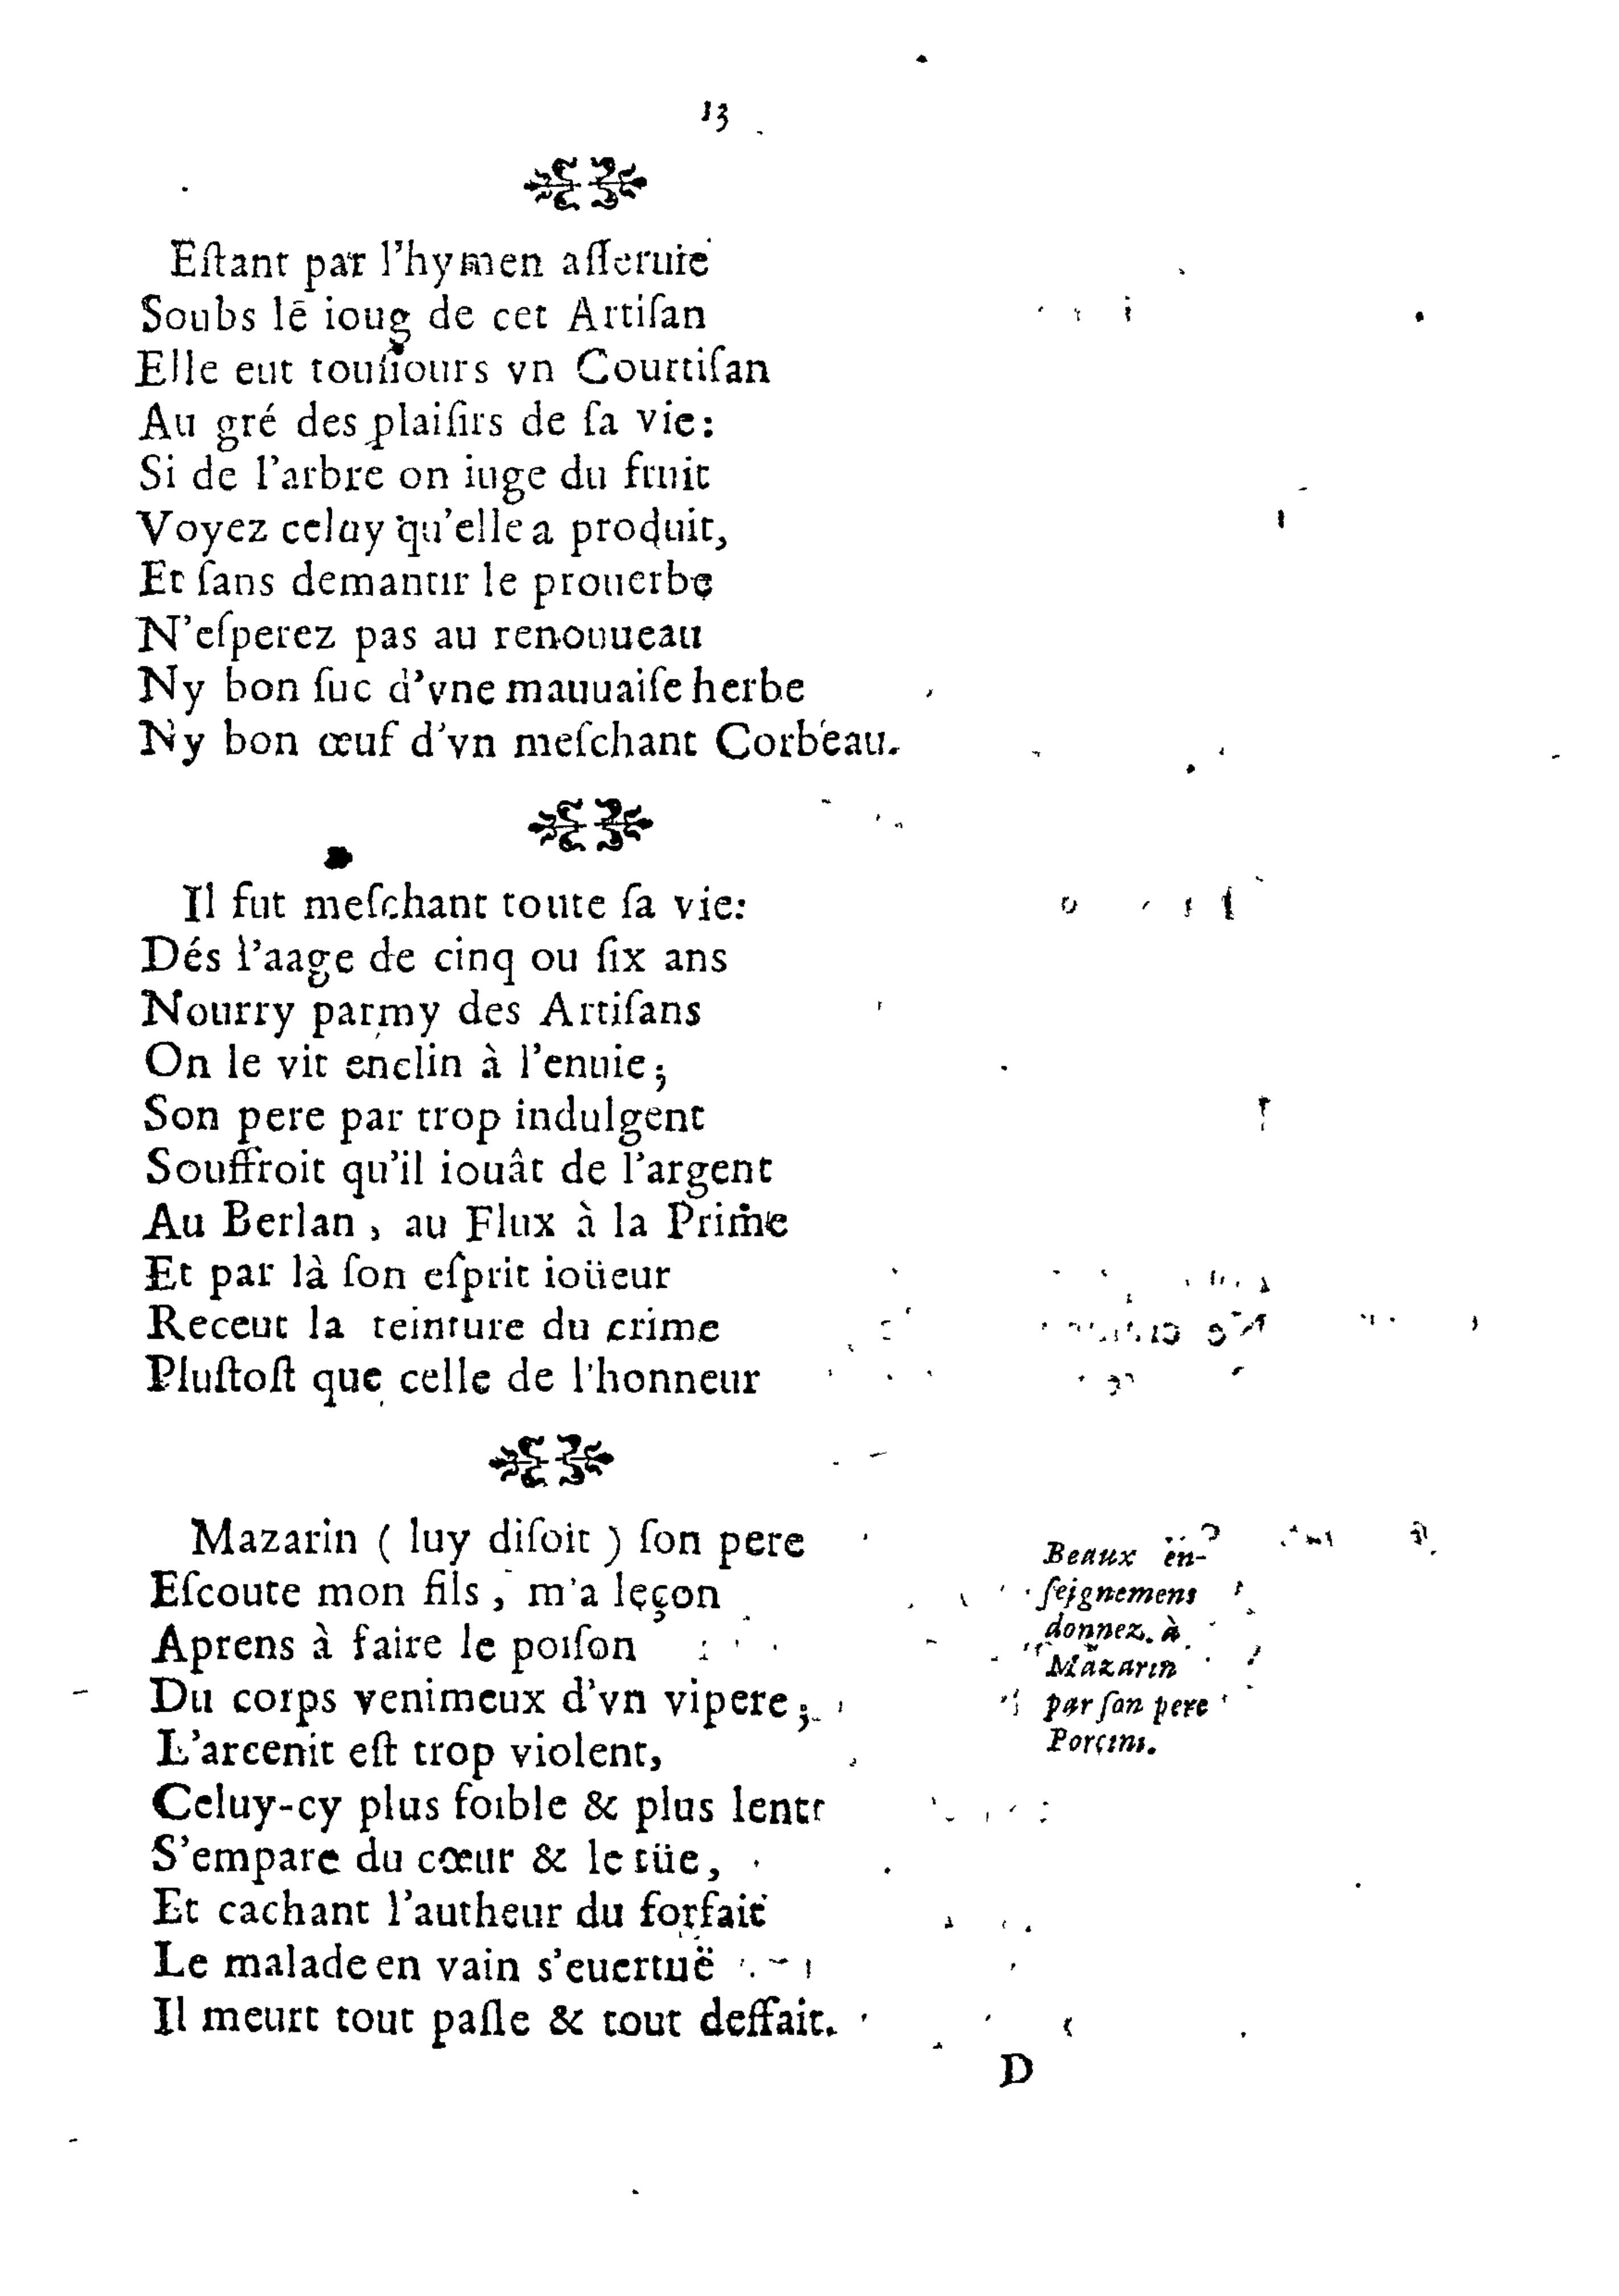 13
Eſtant par l'hymen aſſeruie
Soubs le ioug de cet Artiſan
Elle eut touſiours vn Courtiſan
Au gré des plaiſirs de ſa vie:
Si de l'arbre on iuge du fruit
Voyez celuy qu'elle a produit,
Et ſans demantir le prouerbe
N'eſperez pas au renouueau
Ny bon ſuc d'vne mauuaiſe herbe
Ny bon œuf d'vn meſchant Corbeau.
Il fut meſchant toute ſa vie:
Dés l'aage de cinq ou ſix ans
Nourry parmy des Artiſans
On le vit enclin à l'enuie;
Son pere par trop indulgent
Souffroit qu'il iouât de l'argent
Au Berlan, au Flux à la Prime
Et par là ſon eſprit ioüeur
Receut la teinture du crime
Pluſtoſt que celle de l'honneur
Mazarin ( luy diſoit ) ſon pere
Eſcoute mon fils, m'a leçon
Aprens à faire le poiſon
Du corps venimeux d'vn vipere;
L'arcenit eſt trop violent,
Celuy-cy plus foible & plus lentr
S'empare du cœur & le tüe,
Et cachant l'autheur du forfait
Le malade en vain s'euertuë
Il meurt tout paſle & tout deffait.
Beaux en-
ſeignemens
donnez à
Mazarin
par ſon pere
Porcini.
D